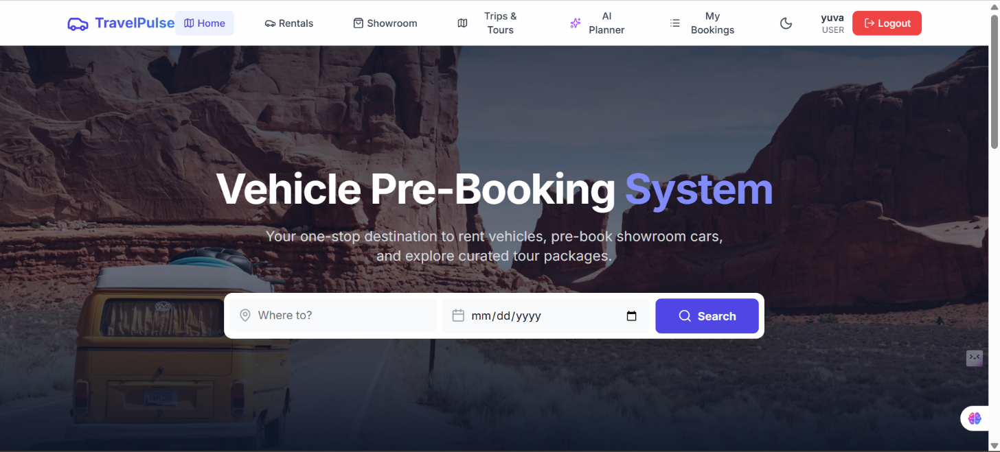 TravelPulse
Home
Rentals
Showroom
Trips &
Tours
AI
Planner
My
Bookings
yuva
USER
Logout
Vehicle Pre-Booking System
Your one-stop destination to rent vehicles, pre-book showroom cars,
and explore curated tour packages.
Where to?
mm/dd/yyyy
Search
EXPLORE